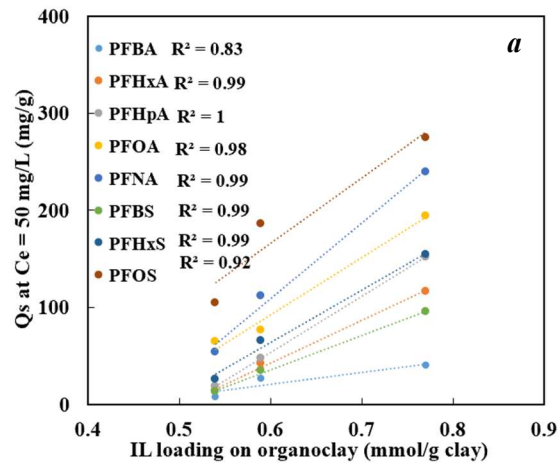 400
a
PFBA R² = 0.83
PFHxA R² = 0.99
300
PFHpA R² = 1
PFOA R² = 0.98
200
PFNA R² = 0.99
PFBS R² = 0.99
PFHxS R² = 0.99
R² = 0.92
PFOS
100
0
0.4 0.5 0.6 0.7 0.8 0.9
IL loading on organoclay (mmol/g clay)
Qs at Ce = 50 mg/L (mg/g)